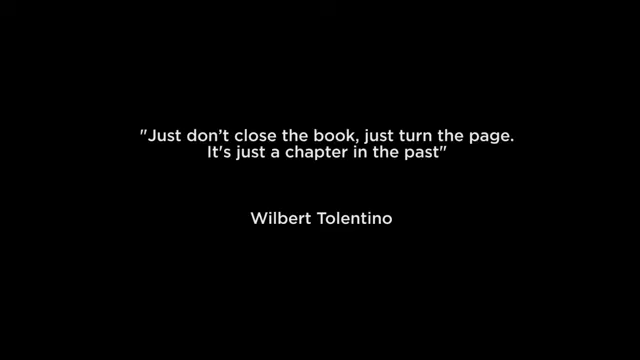 "Just don’t close the book, just turn the page.
It's just a chapter in the past"
Wilbert Tolentino